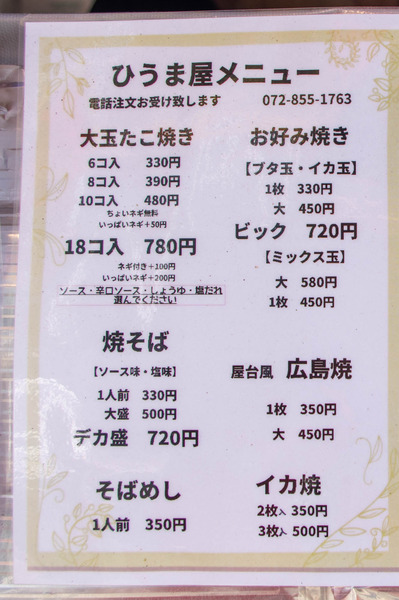 ひうま屋メニュー
電話注文お受け致します 072-855-1763
大玉たこ焼き
6コ入 330円
8コ入 390円
10コ入 480円
ちょいネギ無料
いっぱいネギ+50円
18コ入 780円
ネギ付き+100円
いっぱいネギ+200円
ソース・辛口ソース・しょうゆ・塩だれ
選んでください
焼そば
【ソース味・塩味】
1人前 330円
大盛 500円
デカ盛 720円
そばめし
1人前 350円
お好み焼き
【ブタ玉・イカ玉】
1枚 330円
大 450円
ビック 720円
【ミックス玉】
大 580円
1枚 450円
屋台風 広島焼
1枚 350円
大 450円
イカ焼
2枚入 350円
3枚入 500円